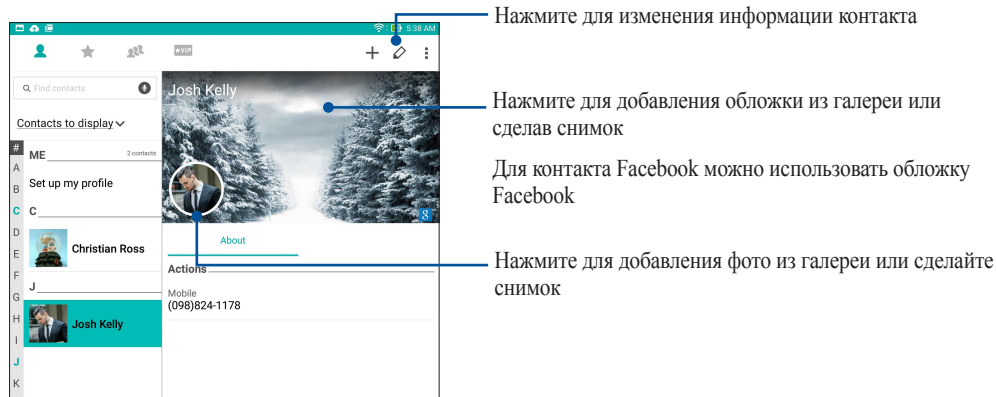 5:38 AM
VIP
Find contacts
Contacts to display
#
A
B
C
D
E
F
G
H
I
J
K
ME
2 contacts
Set up my profile
C
Christian Ross
J
Josh Kelly
Josh Kelly
8
About
Actions
Mobile
(098)824-1178
Нажмите для изменения информации контакта
Нажмите для добавления обложки из галереи или
сделав снимок
Для контакта Facebook можно использовать обложку
Facebook
Нажмите для добавления фото из галереи или сделайте
снимок